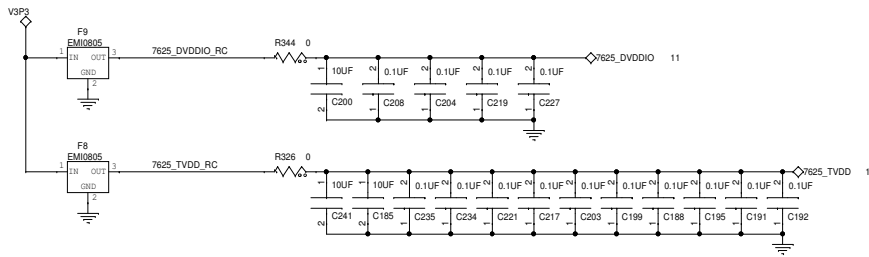 V3P3
F9
EMI0805
1 IN OUT 3
GND
2
7625_DVDDIO_RC
R344 0
7625_DVDDIO 11
1 10UF 2 0.1UF 2 0.1UF 2 0.1UF 2 0.1UF
2 C200 1 C208 1 C204 1 C219 1 C227
F8
EMI0805
1 IN OUT 3
GND
2
7625_TVDD_RC
R326 0
7625_TVDD 1
1 10UF 1 10UF 2 0.1UF 2 0.1UF 2 0.1UF 2 0.1UF 2 0.1UF 2 0.1UF 2 0.1UF 2 0.1UF 2 0.1UF 2 0.1UF
2 C241 2 C185 1 C235 1 C234 1 C221 1 C217 1 C203 1 C199 1 C188 1 C195 1 C191 1 C192